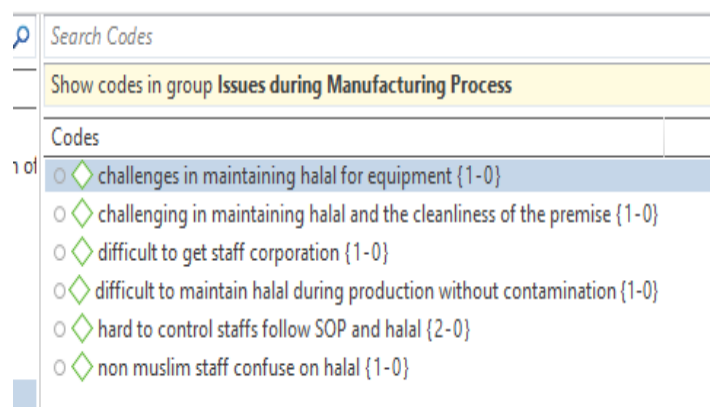 Search Codes
Show codes in group Issues during Manufacturing Process
Codes
n of
challenges in maintaining halal for equipment {1-0}
challenging in maintaining halal and the cleanliness of the premise {1-0}
difficult to get staff corporation {1-0}
difficult to maintain halal during production without contamination {1-0}
hard to control staffs follow SOP and halal {2-0}
non muslim staff confuse on halal {1-0}